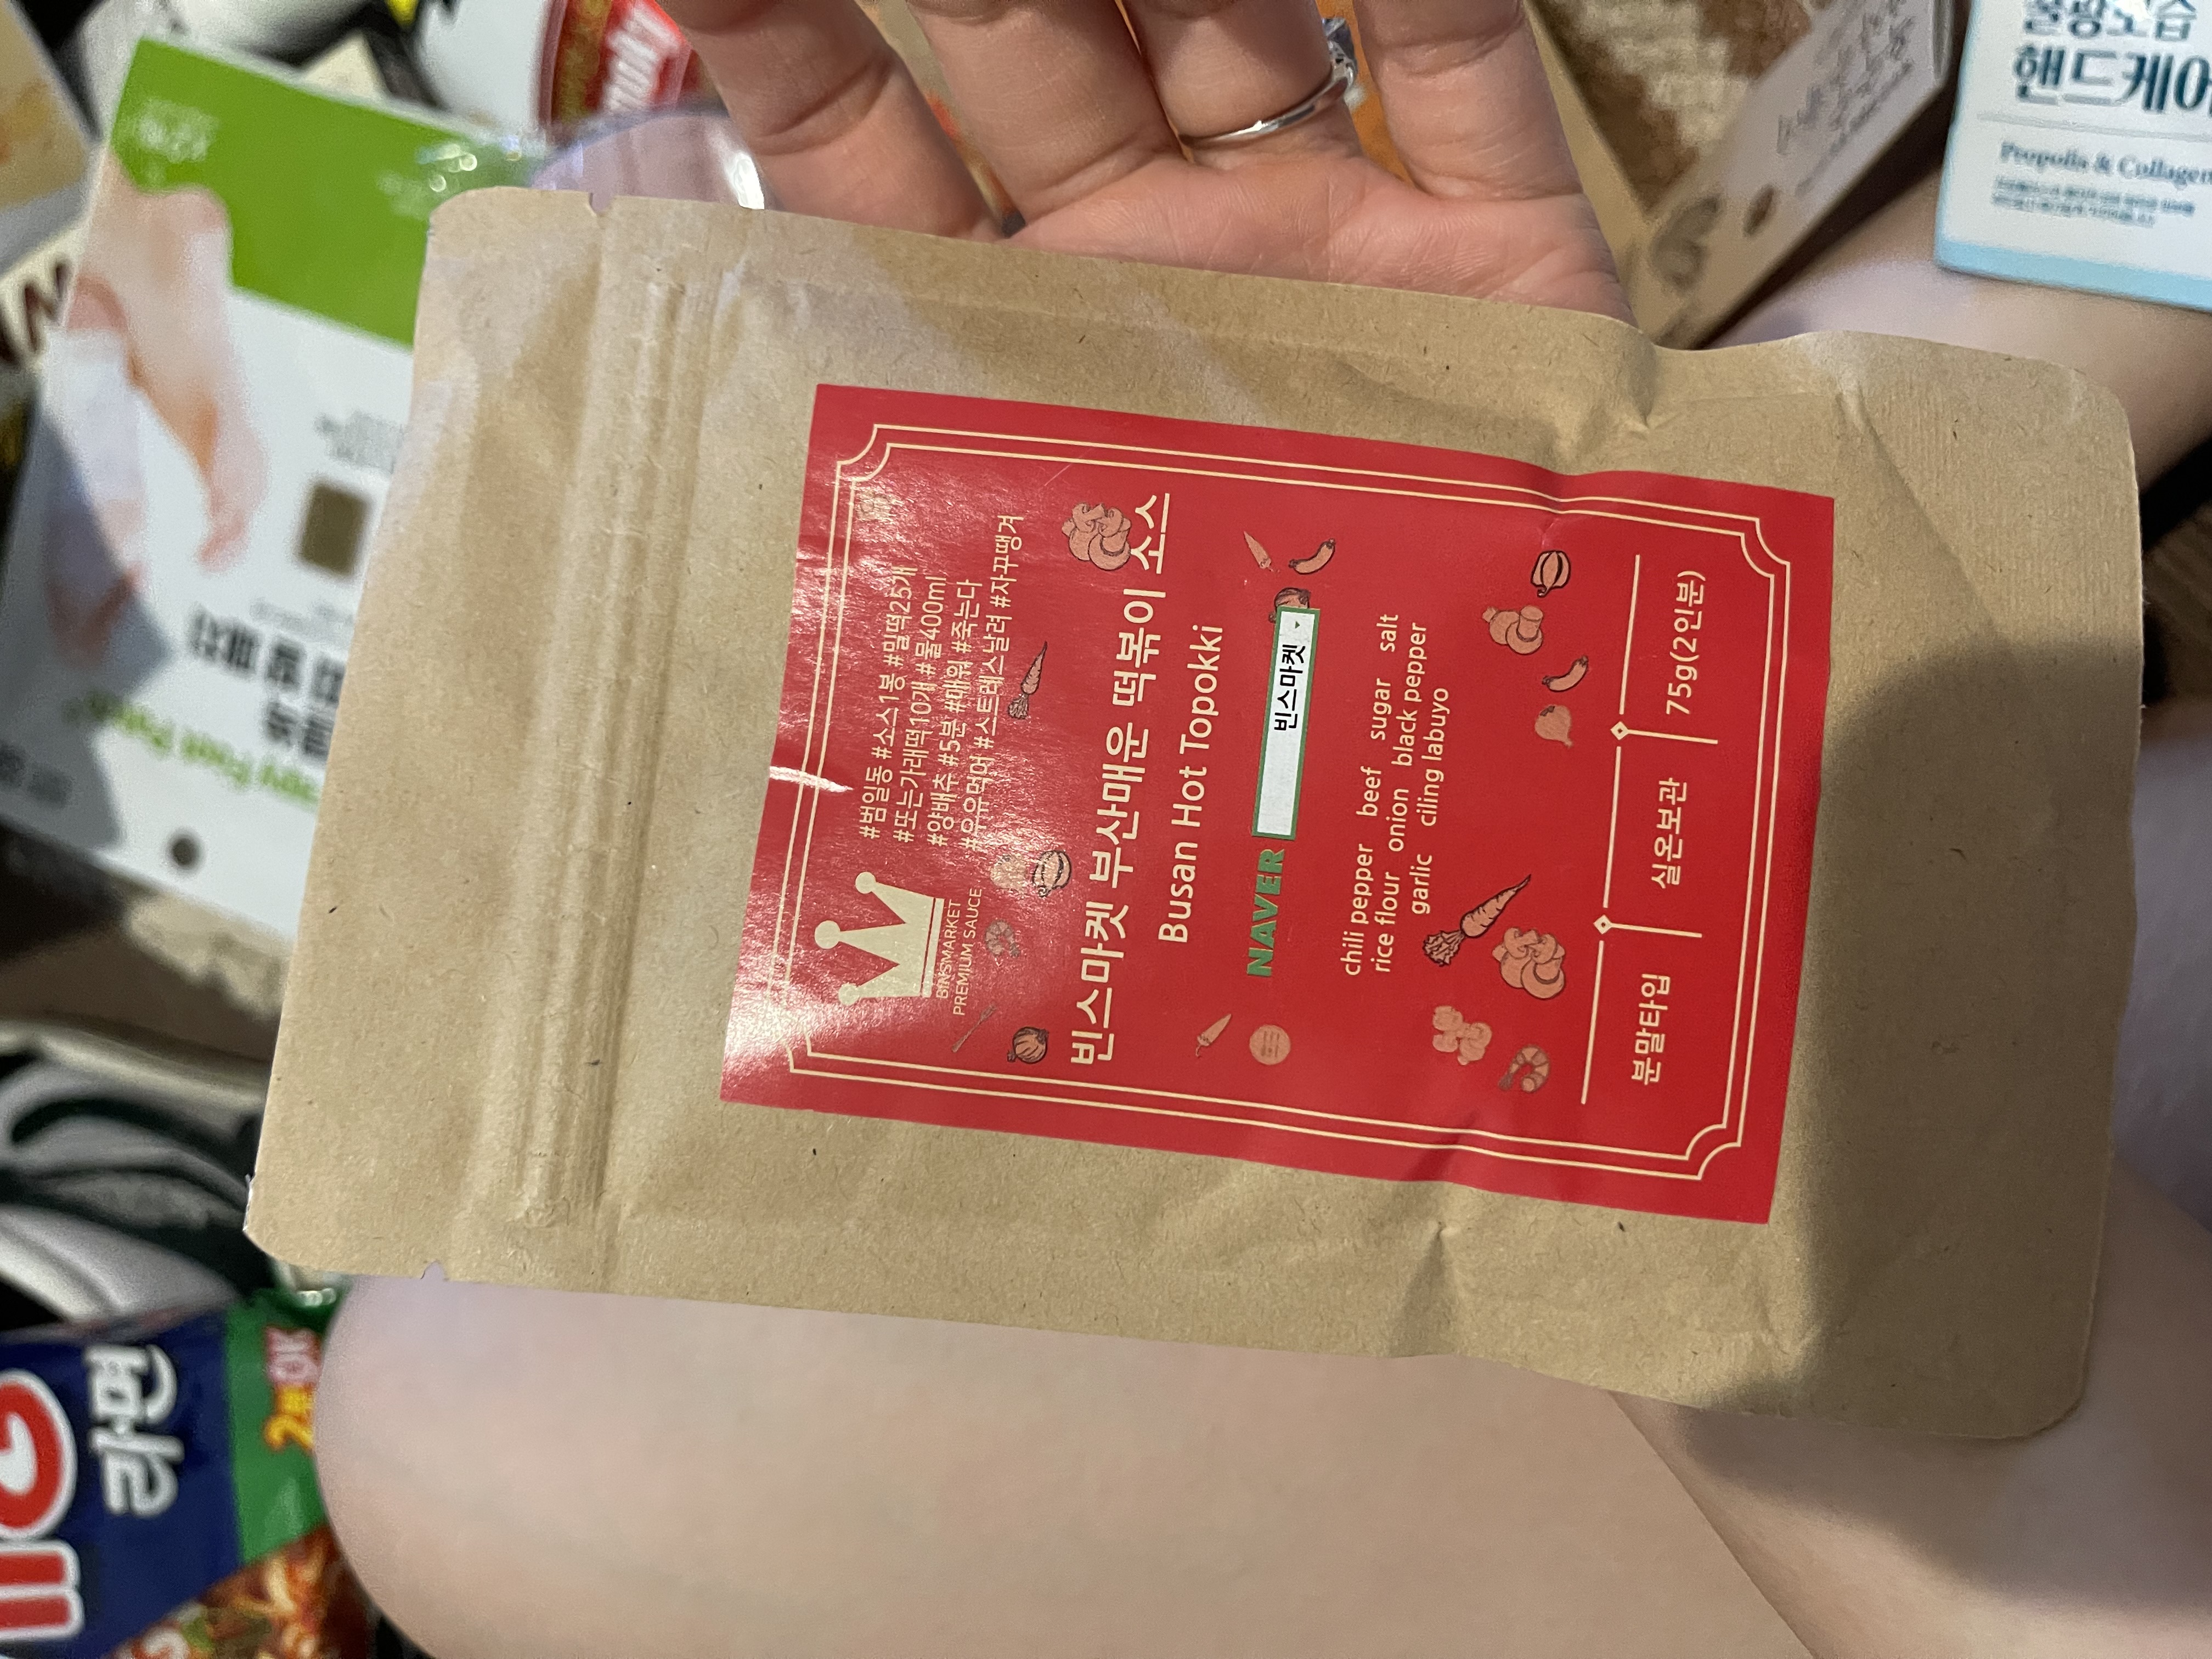 BINSMARKET
PREMIUM SAUCE
#범일동 #소스1봉 #밀떡25개
#또는가래떡10개 #물400ml
#양배추 #5분 #매워 #죽는다
#우유먹어 #스트레스날려 #자꾸땡겨
빈스마켓 부산매운 떡볶이 소스
Busan Hot Topokki
NAVER 빈스마켓
chili pepper beef sugar salt
rice flour onion black pepper
garlic ciling labuyo
분말타입 실온보관 75g(2인분)
핸드케어
Propolis & Collagen
라면